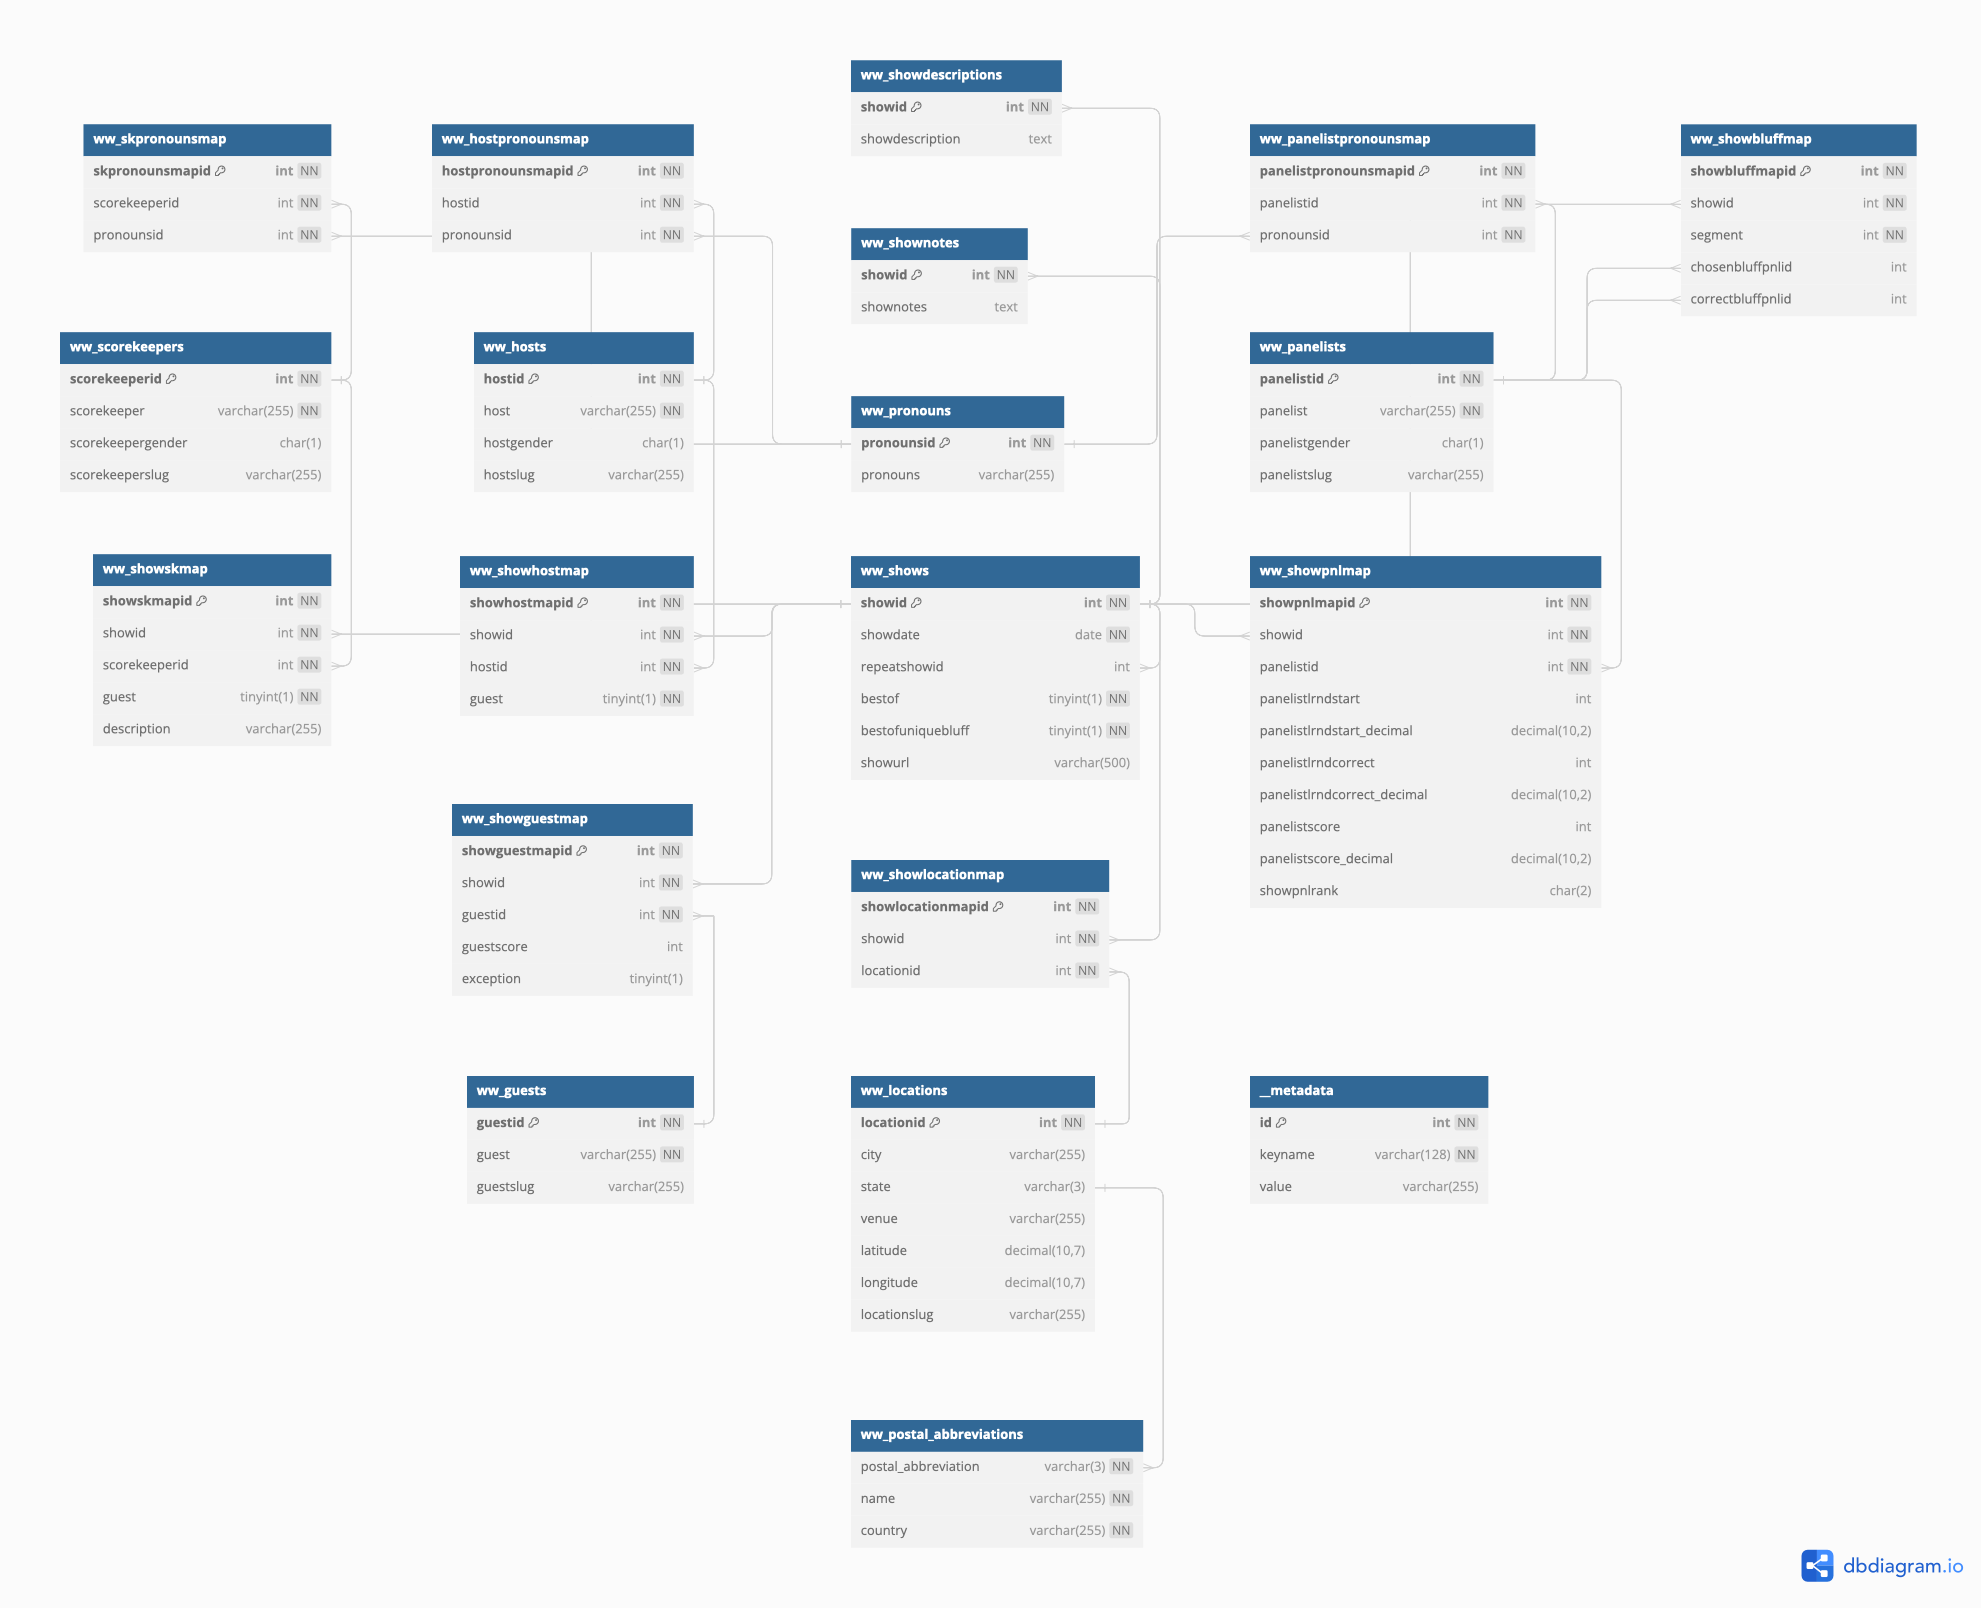 ww_showdescriptions
showid int NN
showdescription text
ww_skpronounsmap
skpronounsmapid int NN
scorekeeperid int NN
pronounsid int NN
ww_hostpronounsmap
hostpronounsmapid int NN
hostid int NN
pronounsid int NN
ww_panelistpronounsmap
panelistpronounsmapid int NN
panelistid int NN
pronounsid int NN
ww_showbluffmap
showbluffmapid int NN
showid int NN
segment int NN
chosenbluffpnlid int
correctbluffpnlid int
ww_shownotes
showid int NN
shownotes text
ww_scorekeepers
scorekeeperid int NN
scorekeeper varchar(255) NN
scorekeepergender char(1)
scorekeeperslug varchar(255)
ww_hosts
hostid int NN
host varchar(255) NN
hostgender char(1)
hostslug varchar(255)
ww_pronouns
pronounsid int NN
pronouns varchar(255)
ww_panelists
panelistid int NN
panelist varchar(255) NN
panelistgender char(1)
panelistslug varchar(255)
ww_showskmap
showskmapid int NN
showid int NN
scorekeeperid int NN
guest tinyint(1) NN
description varchar(255)
ww_showhostmap
showhostmapid int NN
showid int NN
hostid int NN
guest tinyint(1) NN
ww_shows
showid int NN
showdate date NN
repeatshowid int
bestof tinyint(1) NN
bestofuniquebluff tinyint(1) NN
showurl varchar(500)
ww_showpnlmap
showpnlmapid int NN
showid int NN
panelistid int NN
panelistlrndstart int
panelistlrndstart_decimal decimal(10,2)
panelistlrndcorrect int
panelistlrndcorrect_decimal decimal(10,2)
panelistscore int
panelistscore_decimal decimal(10,2)
showpnlrank char(2)
ww_showguestmap
showguestmapid int NN
showid int NN
guestid int NN
guestscore int
exception tinyint(1)
ww_showlocationmap
showlocationmapid int NN
showid int NN
locationid int NN
ww_guests
guestid int NN
guest varchar(255) NN
guestslug varchar(255)
ww_locations
locationid int NN
city varchar(255)
state varchar(3)
venue varchar(255)
latitude decimal(10,7)
longitude decimal(10,7)
locationslug varchar(255)
__metadata
id int NN
keyname varchar(128) NN
value varchar(255)
ww_postal_abbreviations
postal_abbreviation varchar(3) NN
name varchar(255) NN
country varchar(255) NN
dbdiagram.io